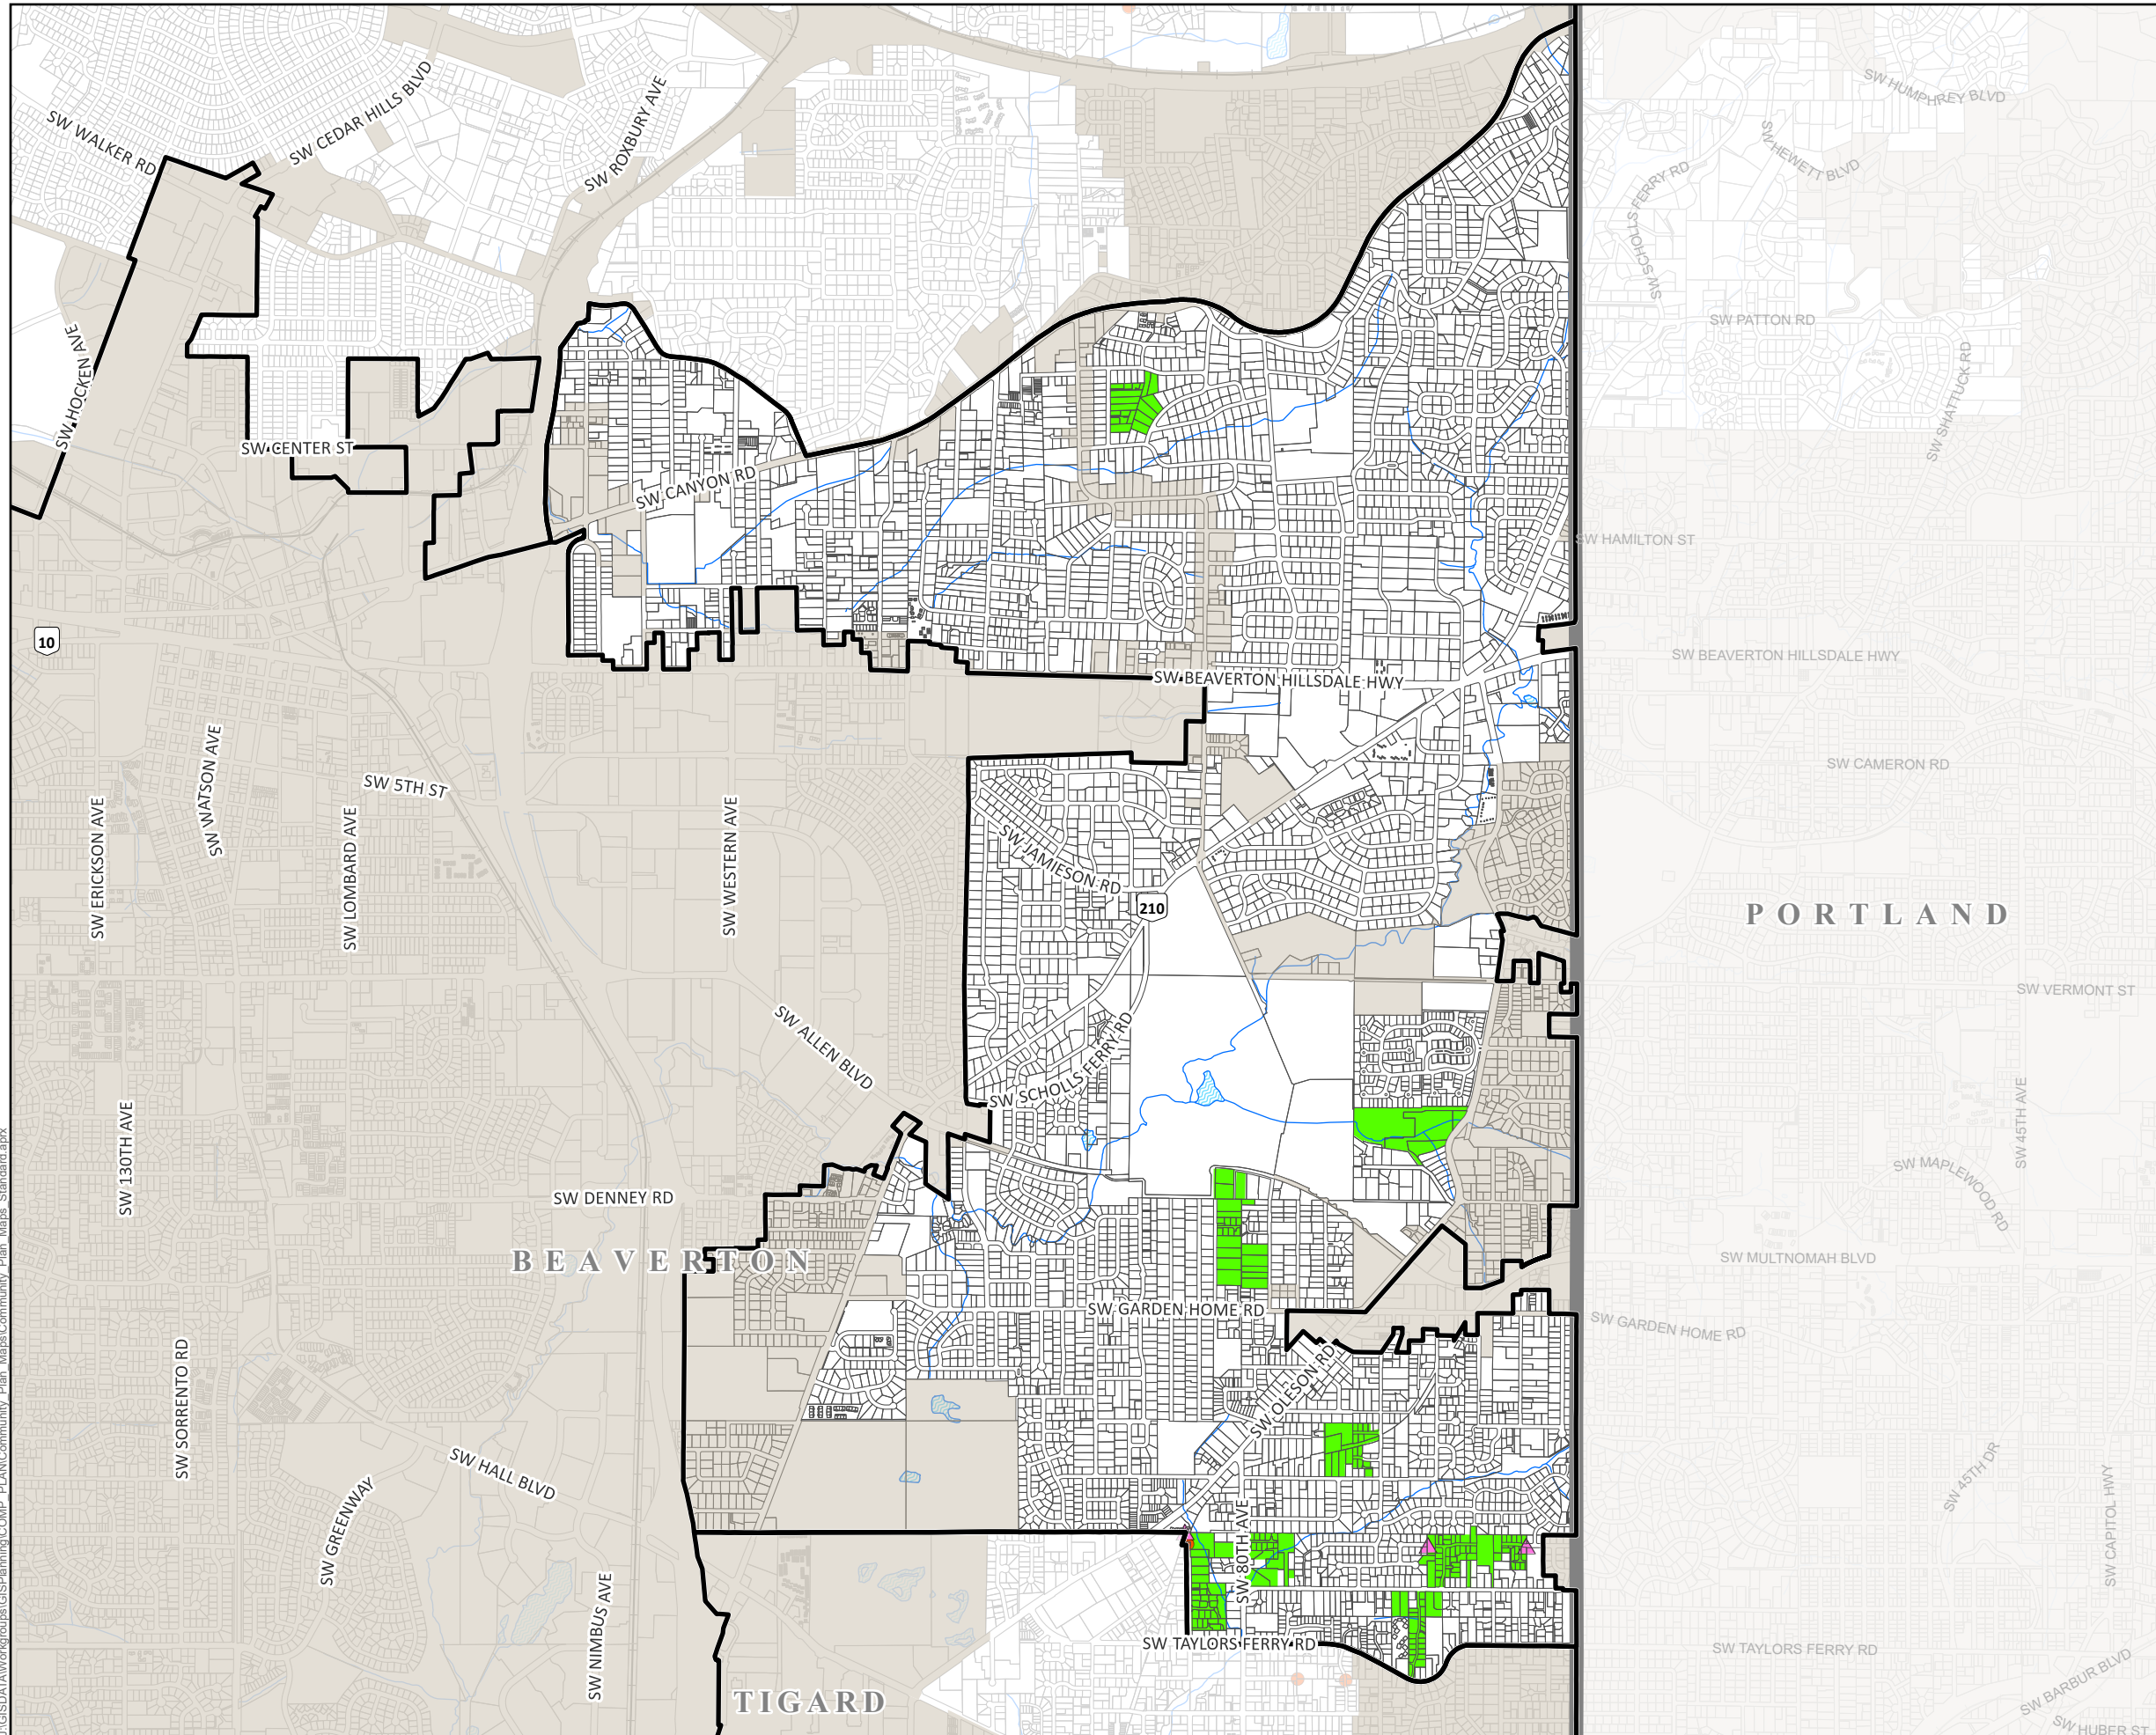 SW HUMPHREY BLVD
SW CEDAR HILLS BLVD
SW WALKER RD
SW ROXBURY AVE
SW HEWETT BLVD
SW SCHOLLS FERRY RD
SW PATTON RD
SW SHATTUCK RD
SW HOCKEN AVE
SW CENTER ST
SW CANYON RD
SW HAMILTON ST
10
SW BEAVERTON HILLSDALE HWY
SW BEAVERTON HILLSDALE HWY
SW WATSON AVE
SW 5TH ST
SW CAMERON RD
SW ERICKSON AVE
SW LOMBARD AVE
SW WESTERN AVE
SW JAMIESON RD
210
PORTLAND
SW VERMONT ST
SW ALLEN BLVD
SW SCHOLLS FERRY RD
SW 130TH AVE
SW 45TH AVE
SW MAPLEWOOD RD
SW DENNEY RD
BEAVERTON
SW MULTNOMAH BLVD
SW GARDEN HOME RD
SW GARDEN HOME RD
SW SORRENTO RD
SW OLESON RD
SW HALL BLVD
SW GREENWAY
SW 45TH DR
SW CAPITOL HWY
SW 80TH AVE
SW NIMBUS AVE
SW TAYLORS FERRY RD
SW TAYLORS FERRY RD
TIGARD
SW BARBUR BLVD
SW HUBER ST